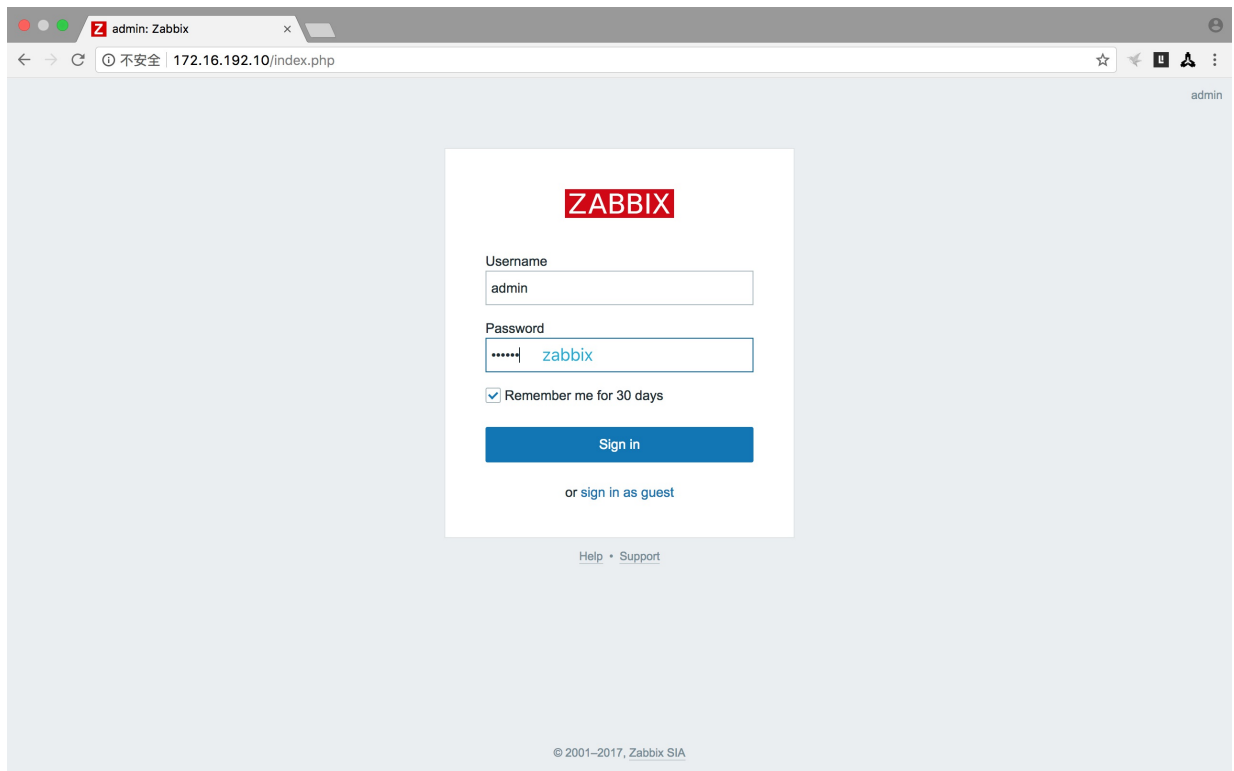 admin: Zabbix
不安全 172.16.192.10/index.php
admin
ZABBIX
Username
admin
Password
•••••• zabbix
Remember me for 30 days
Sign in
or sign in as guest
Help • Support
© 2001–2017, Zabbix SIA